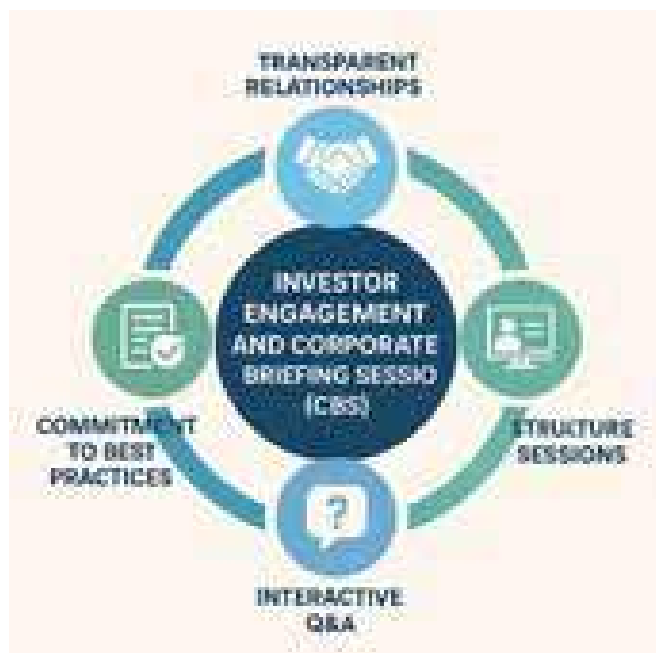 TRANSPARENT
RELATIONSHIPS
INVESTOR
ENGAGEMENT
AND CORPORATE
BRIEFING SESSIO
(CBS)
COMMITMENT
TO BEST
PRACTICES
STRUCTURE
SESSIONS
?
INTERACTIVE
Q&A